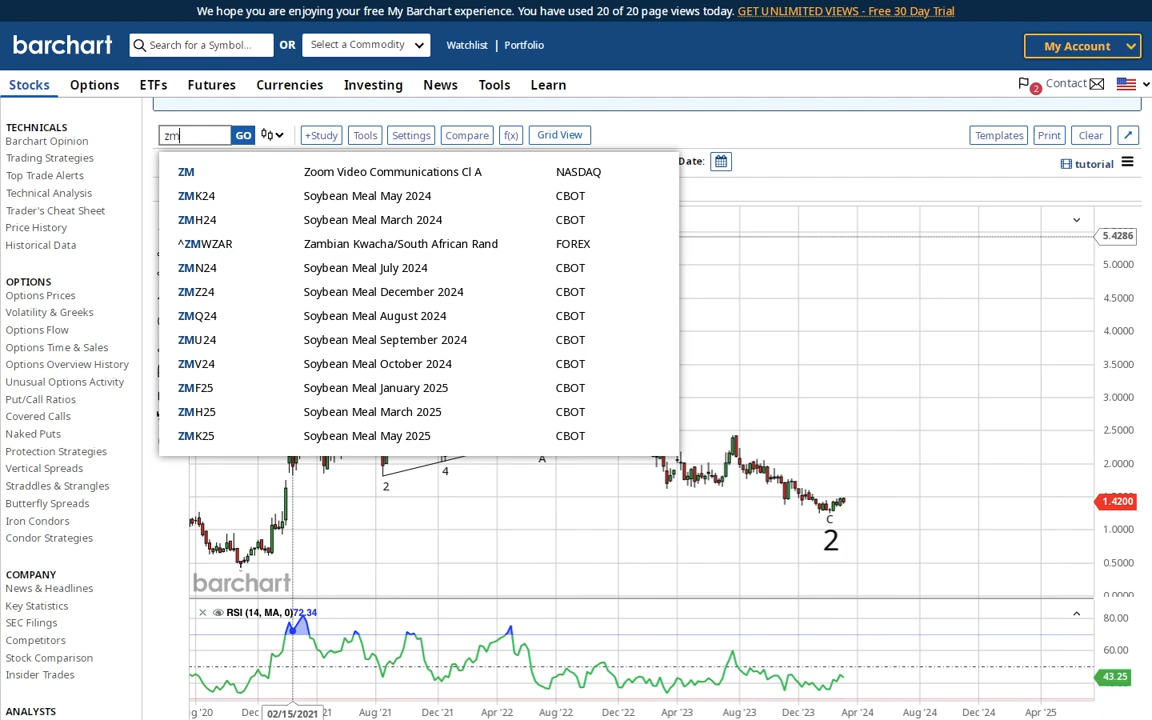 We hope you are enjoying your free My Barchart experience. You have used 20 of 20 page views today. GET UNLIMITED VIEWS - Free 30 Day Trial
barchart Search for a Symbol... OR Select a Commodity Watchlist | Portfolio My Account
Stocks Options ETFs Futures Currencies Investing News Tools Learn 2 Contact
TECHNICALS
Barchart Opinion
Trading Strategies
Top Trade Alerts
Technical Analysis
Trader's Cheat Sheet
Price History
Historical Data
OPTIONS
Options Prices
Volatility & Greeks
Options Flow
Options Time & Sales
Options Overview History
Unusual Options Activity
Put/Call Ratios
Covered Calls
Naked Puts
Protection Strategies
Vertical Spreads
Straddles & Strangles
Butterfly Spreads
Iron Condors
Condor Strategies
COMPANY
News & Headlines
Key Statistics
SEC Filings
Competitors
Stock Comparison
Insider Trades
ANALYSTS
zm GO +Study Tools Settings Compare f(x) Grid View Templates Print Clear
Date: tutorial
ZM Zoom Video Communications Cl A NASDAQ
ZMK24 Soybean Meal May 2024 CBOT
ZMH24 Soybean Meal March 2024 CBOT
^ZMWZAR Zambian Kwacha/South African Rand FOREX
ZMN24 Soybean Meal July 2024 CBOT
ZMZ24 Soybean Meal December 2024 CBOT
ZMQ24 Soybean Meal August 2024 CBOT
ZMU24 Soybean Meal September 2024 CBOT
ZMV24 Soybean Meal October 2024 CBOT
ZMF25 Soybean Meal January 2025 CBOT
ZMH25 Soybean Meal March 2025 CBOT
ZMK25 Soybean Meal May 2025 CBOT
5.4286
5.0000
4.5000
4.0000
3.5000
3.0000
2.5000
2.0000
1.4200
1.0000
0.5000
0.0000
A
4
2
C
2
barchart
RSI (14, MA, 0) 72.34
80.00
60.00
43.25
g '20 Dec 02/15/2021 '21 Aug '21 Dec '21 Apr '22 Aug '22 Dec '22 Apr '23 Aug '23 Dec '23 Apr '24 Aug '24 Dec '24 Apr '25